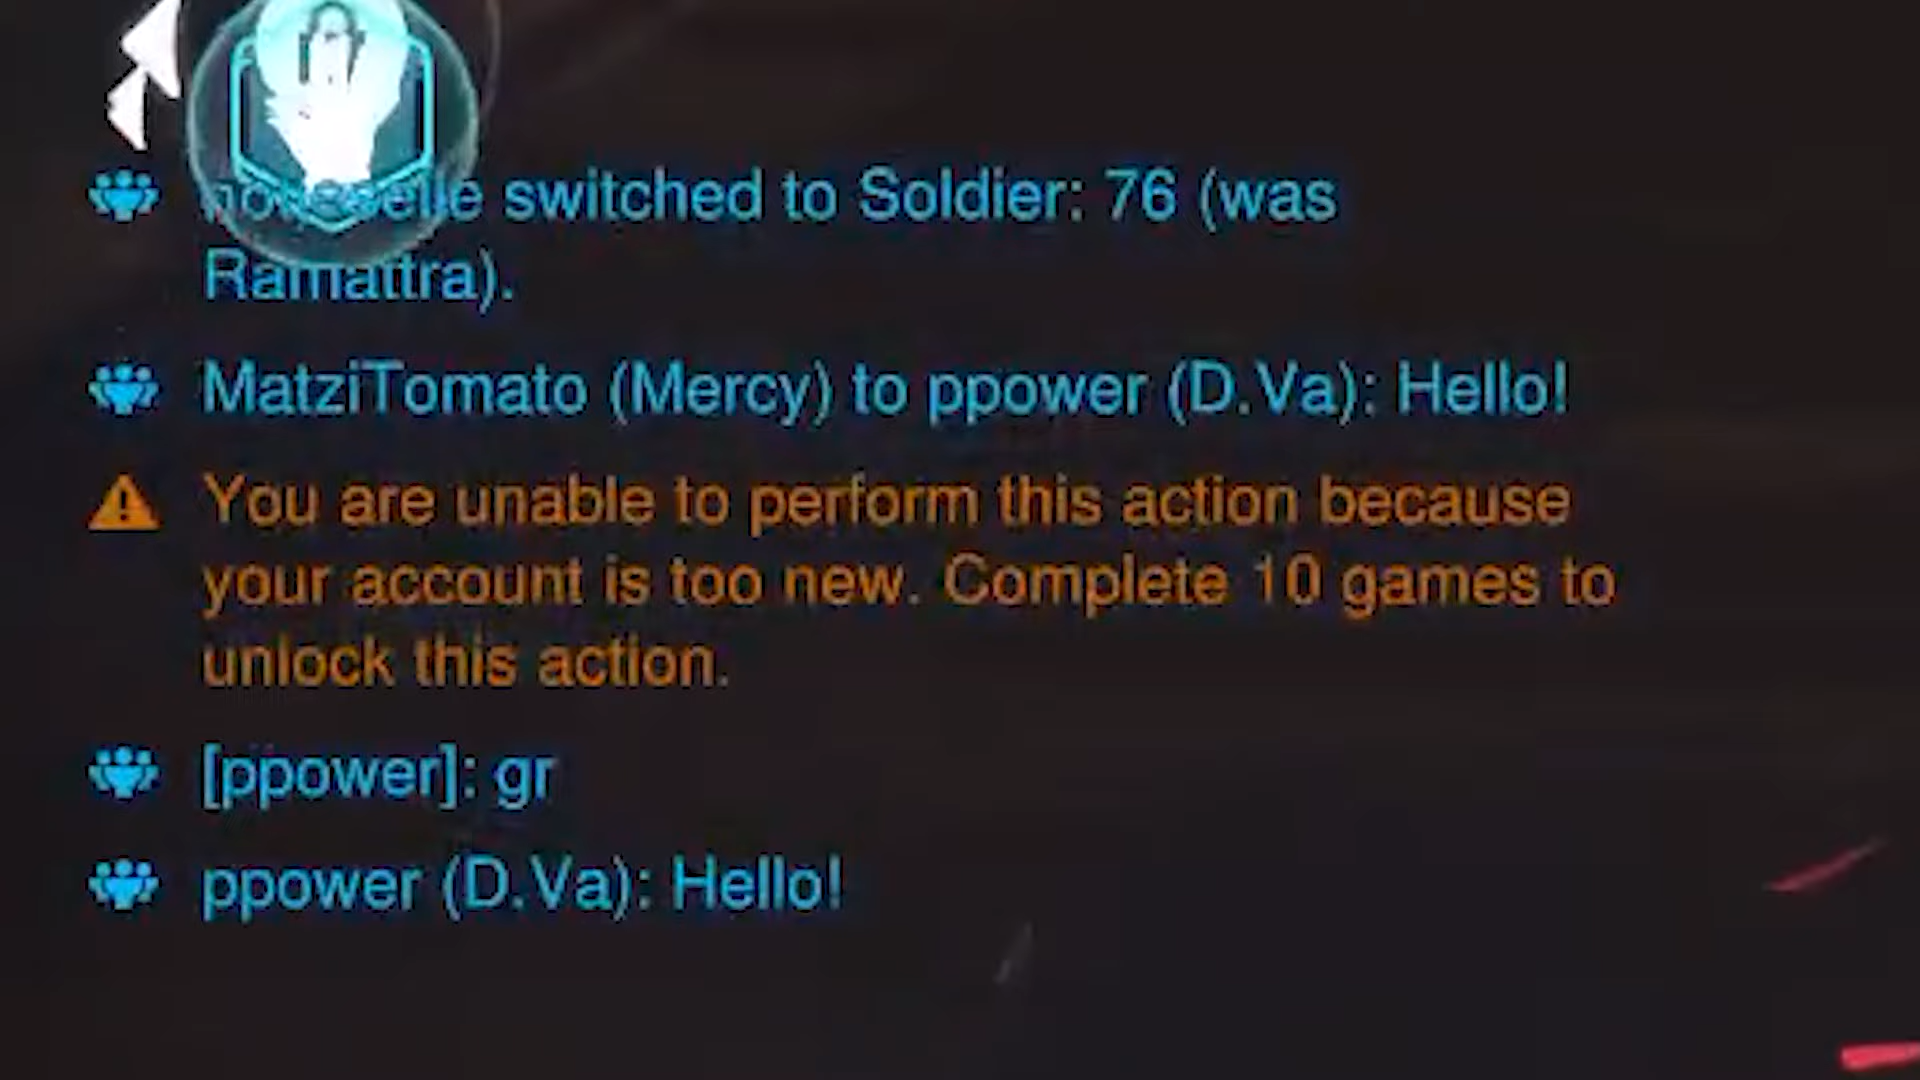 switched to Soldier: 76 (was
Ramattra).
MatziTomato (Mercy) to ppower (D.Va): Hello!
You are unable to perform this action because
your account is too new. Complete 10 games to
unlock this action.
[ppower]: gr
ppower (D.Va): Hello!